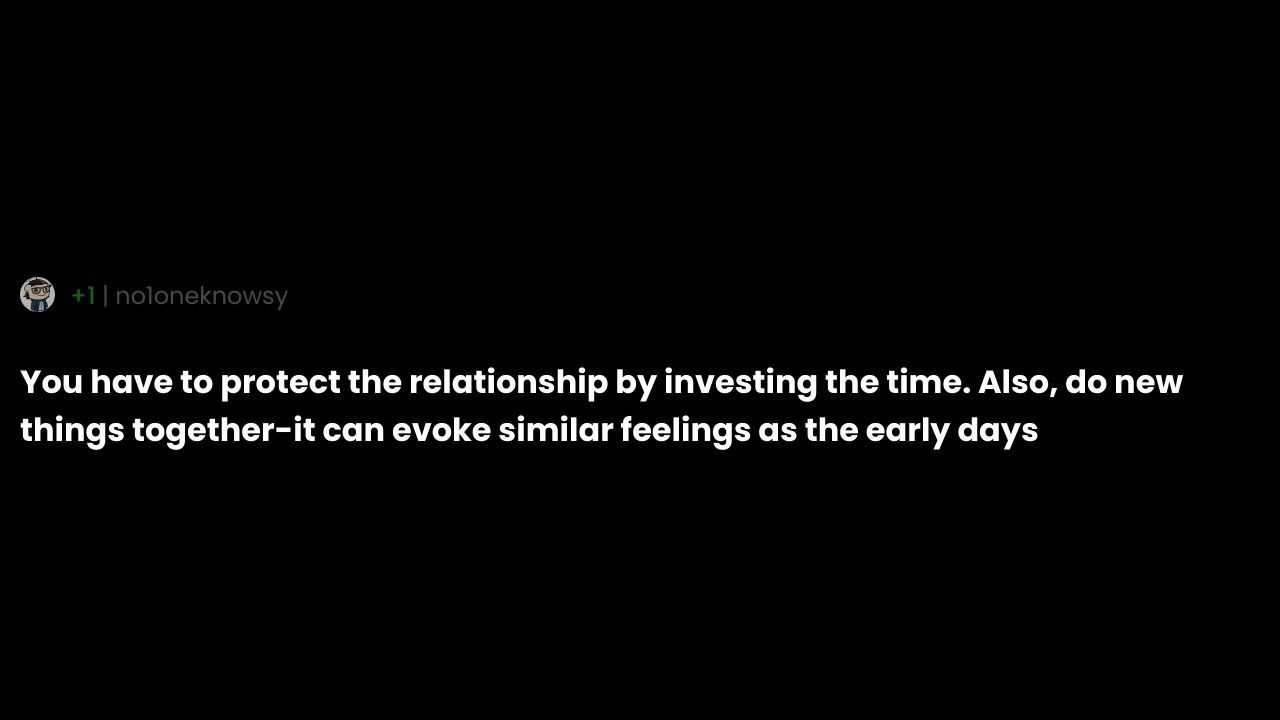 +1 | no1oneknowsy
You have to protect the relationship by investing the time. Also, do new
things together-it can evoke similar feelings as the early days